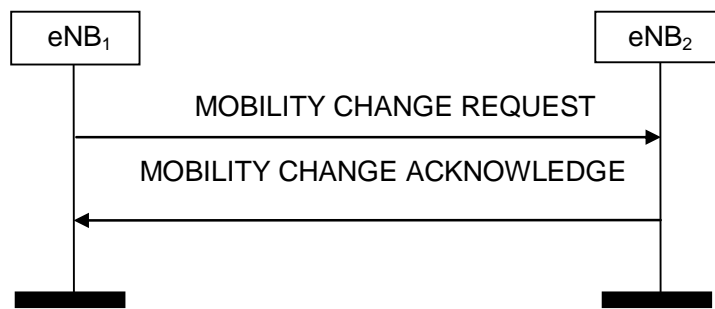 eNB₁
eNB₂
MOBILITY CHANGE REQUEST
MOBILITY CHANGE ACKNOWLEDGE